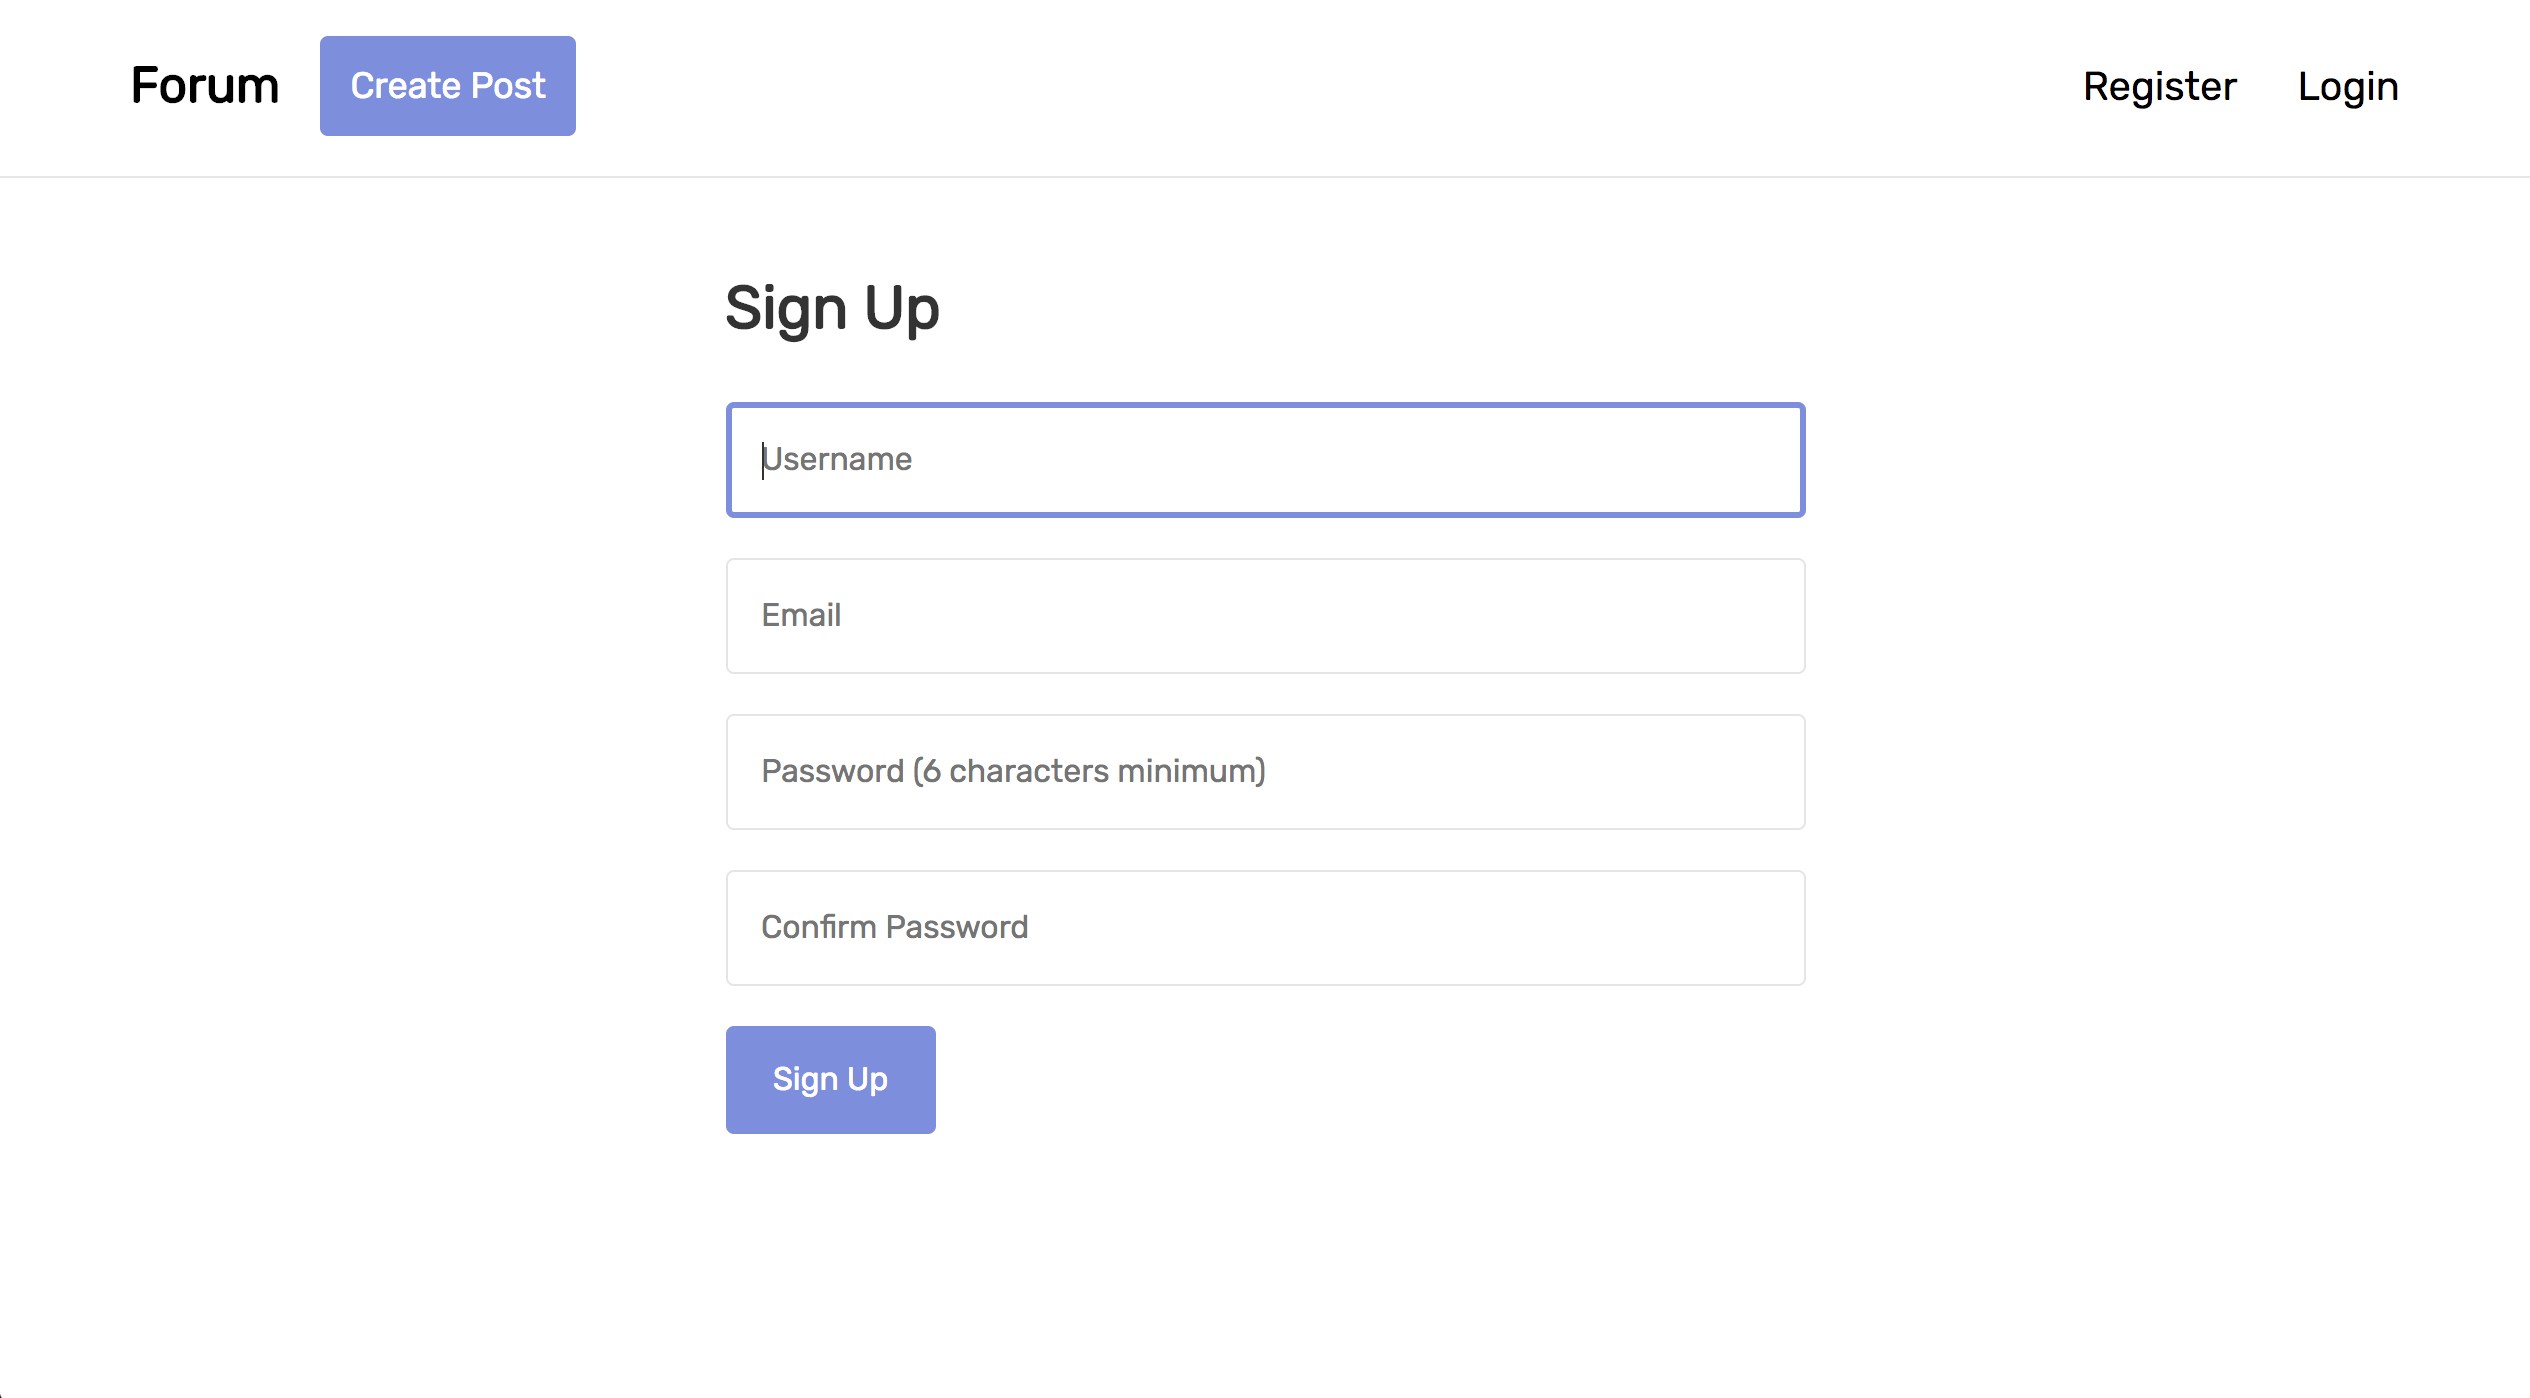 Forum Create Post Register Login
Sign Up
Username
Email
Password (6 characters minimum)
Confirm Password
Sign Up